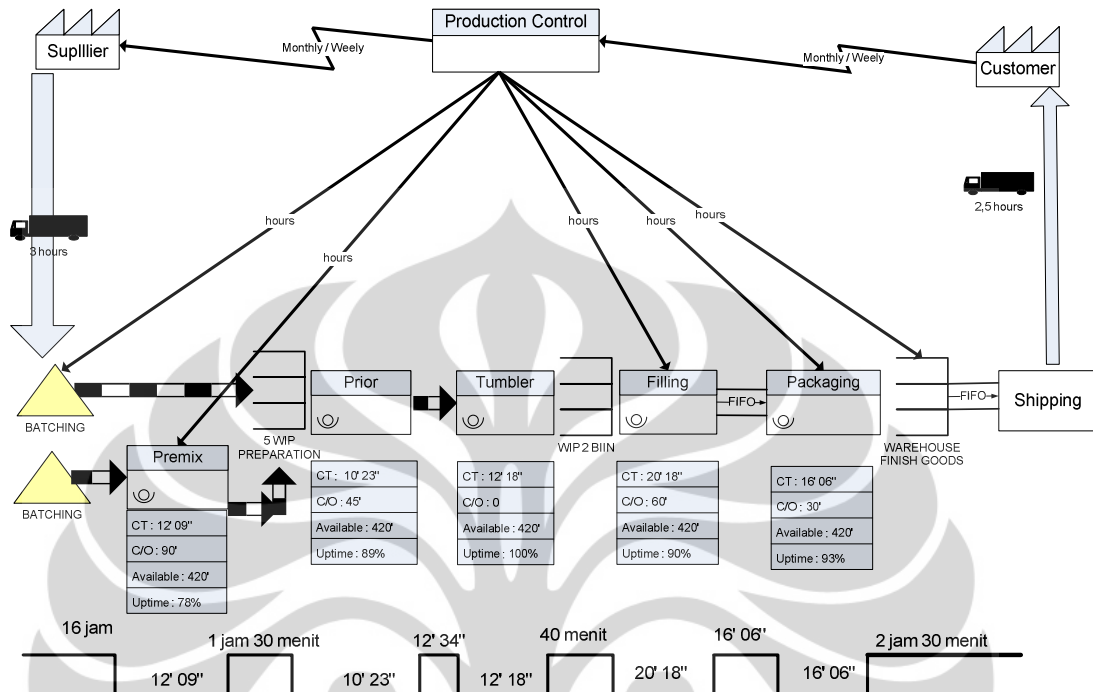 Production Control
Suplllier
Monthly / Weely
Monthly / Weely
Customer
3 hours
2,5 hours
hours
hours
hours
hours
hours
BATCHING
5 WIP
PREPARATION
Prior
Tumbler
WIP 2 BIIN
Filling
FIFO
Packaging
WAREHOUSE
FINISH GOODS
FIFO
Shipping
BATCHING
Premix
CT : 12' 09"
C/O : 90'
Available : 420'
Uptime : 78%
CT : 10' 23"
C/O : 45'
Available : 420'
Uptime : 89%
CT : 12' 18"
C/O : 0
Available : 420'
Uptime : 100%
CT : 20' 18"
C/O : 60'
Available : 420'
Uptime : 90%
CT : 16' 06"
C/O : 30'
Available : 420'
Uptime : 93%
16 jam
12' 09"
1 jam 30 menit
10' 23"
12' 34"
12' 18"
40 menit
20' 18"
16' 06"
16' 06"
2 jam 30 menit